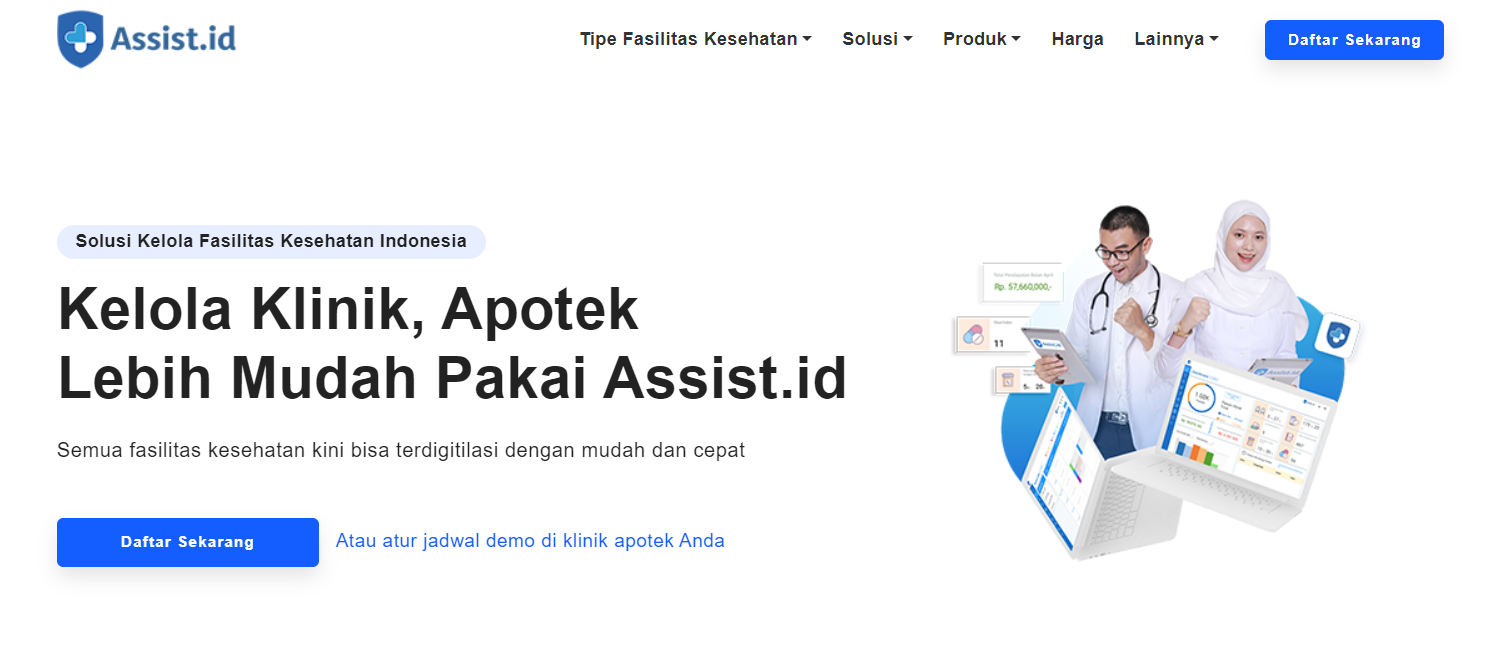 Assist.id
Tipe Fasilitas Kesehatan
Solusi
Produk
Harga
Lainnya
Daftar Sekarang
Solusi Kelola Fasilitas Kesehatan Indonesia
Kelola Klinik, Apotek
Lebih Mudah Pakai Assist.id
Semua fasilitas kesehatan kini bisa terdigitilasi dengan mudah dan cepat
Daftar Sekarang
Atau atur jadwal demo di klinik apotek Anda
Total Pendapatan Bulan April
Rp. 57,660,000,-
11
Assist.id
Assist.id